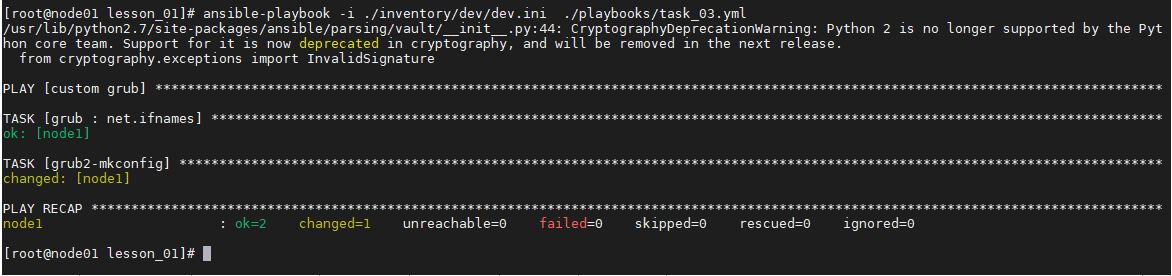 [root@node01 lesson_01]# ansible-playbook -i ./inventory/dev/dev.ini  ./playbooks/task_03.yml
/usr/lib/python2.7/site-packages/ansible/parsing/vault/__init__.py:44: CryptographyDeprecationWarning: Python 2 is no longer supported by the Pyt
hon core team. Support for it is now deprecated in cryptography, and will be removed in the next release.
  from cryptography.exceptions import InvalidSignature
PLAY [custom grub] *****************************************************************************************************************************
TASK [grub : net.ifnames] **********************************************************************************************************************
ok: [node1]
TASK [grub2-mkconfig] **************************************************************************************************************************
changed: [node1]
PLAY RECAP *************************************************************************************************************************************
node1                      : ok=2    changed=1    unreachable=0    failed=0    skipped=0    rescued=0    ignored=0
[root@node01 lesson_01]#